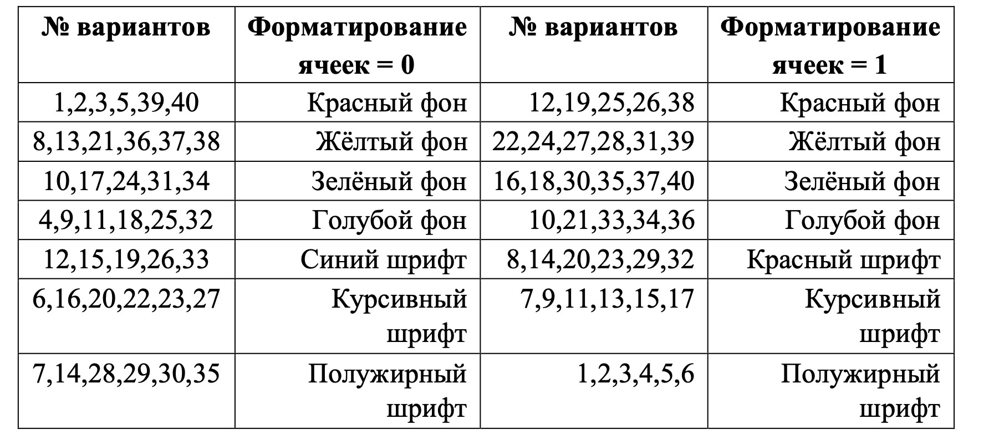 № вариантов Форматирование ячеек = 0 № вариантов Форматирование ячеек = 1
1,2,3,5,39,40 Красный фон 12,19,25,26,38 Красный фон
8,13,21,36,37,38 Жёлтый фон 22,24,27,28,31,39 Жёлтый фон
10,17,24,31,34 Зелёный фон 16,18,30,35,37,40 Зелёный фон
4,9,11,18,25,32 Голубой фон 10,21,33,34,36 Голубой фон
12,15,19,26,33 Синий шрифт 8,14,20,23,29,32 Красный шрифт
6,16,20,22,23,27 Курсивный шрифт 7,9,11,13,15,17 Курсивный шрифт
7,14,28,29,30,35 Полужирный шрифт 1,2,3,4,5,6 Полужирный шрифт